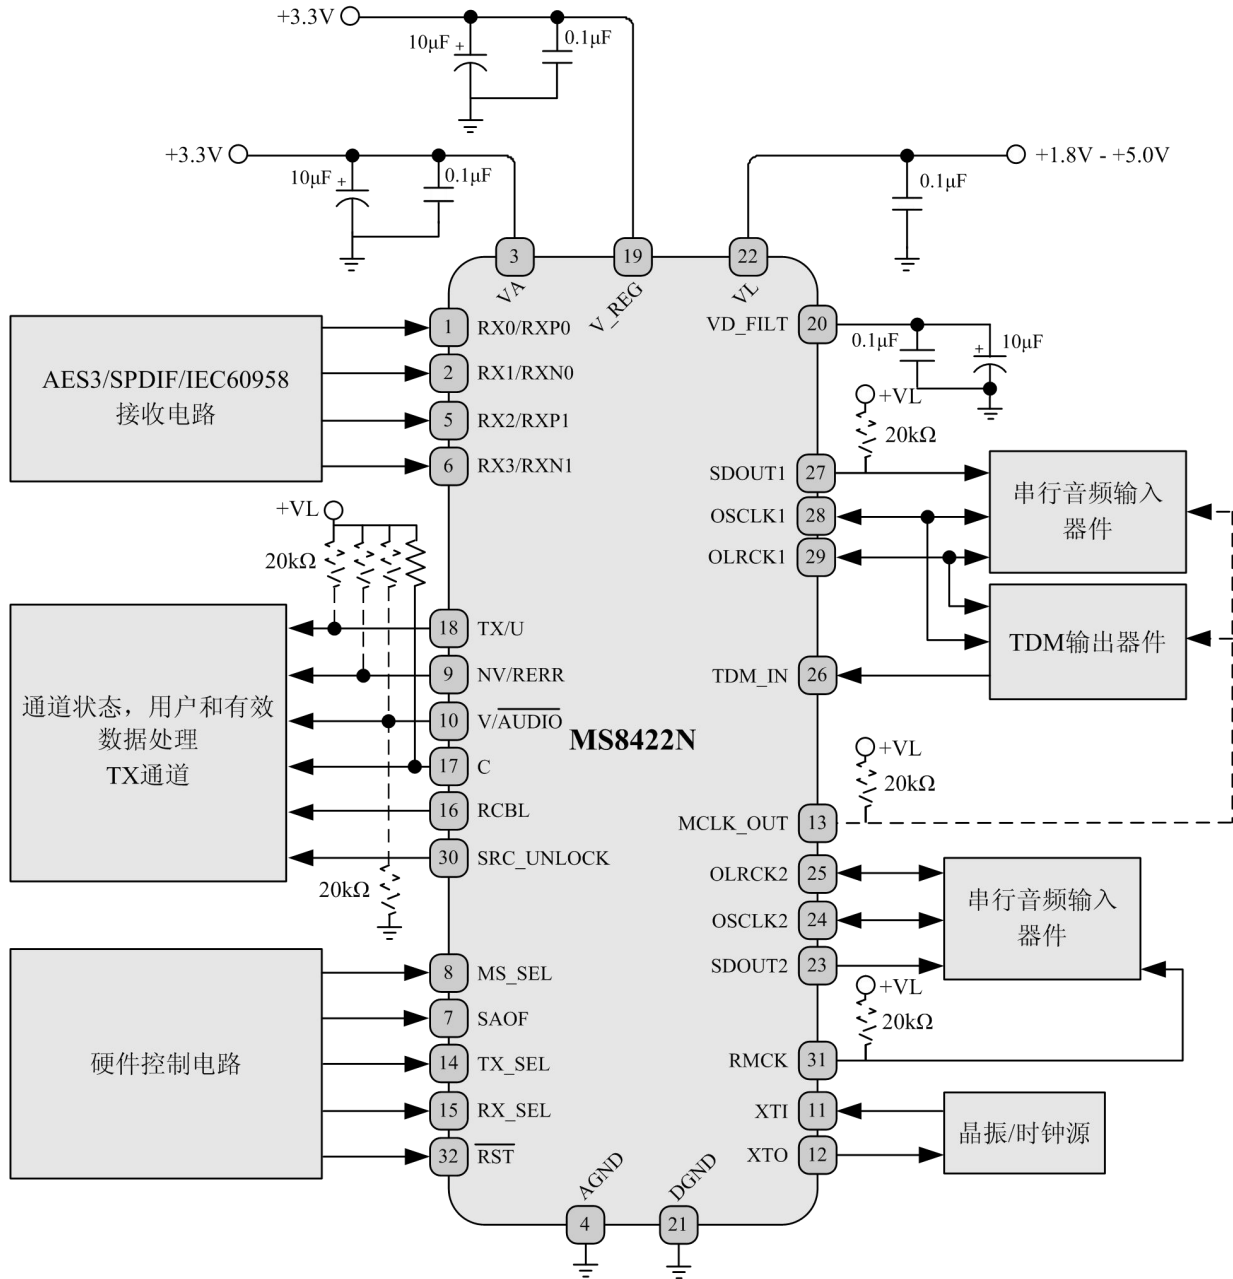 +3.3V
10μF
+
0.1μF
+3.3V
10μF
+
0.1μF
+1.8V - +5.0V
0.1μF
3
VA
19
V_REG
22
VL
AES3/SPDIF/IEC60958
接收电路
1 RX0/RXP0
2 RX1/RXN0
5 RX2/RXP1
6 RX3/RXN1
VD_FILT 20
0.1μF
+
10μF
+VL
20kΩ
SDOUT1 27
OSCLK1 28
OLRCK1 29
串行音频输入
器件
TDM输出器件
TDM_IN 26
+VL
20kΩ
通道状态，用户和有效
数据处理
TX通道
18 TX/U
9 NV/RERR
10 V/AUDIO
17 C
16 RCBL
30 SRC_UNLOCK
20kΩ
MS8422N
+VL
20kΩ
MCLK_OUT 13
OLRCK2 25
OSCLK2 24
SDOUT2 23
串行音频输入
器件
+VL
20kΩ
RMCK 31
XTI 11
XTO 12
晶振/时钟源
硬件控制电路
8 MS_SEL
7 SAOF
14 TX_SEL
15 RX_SEL
32 RST
AGND
4
DGND
21